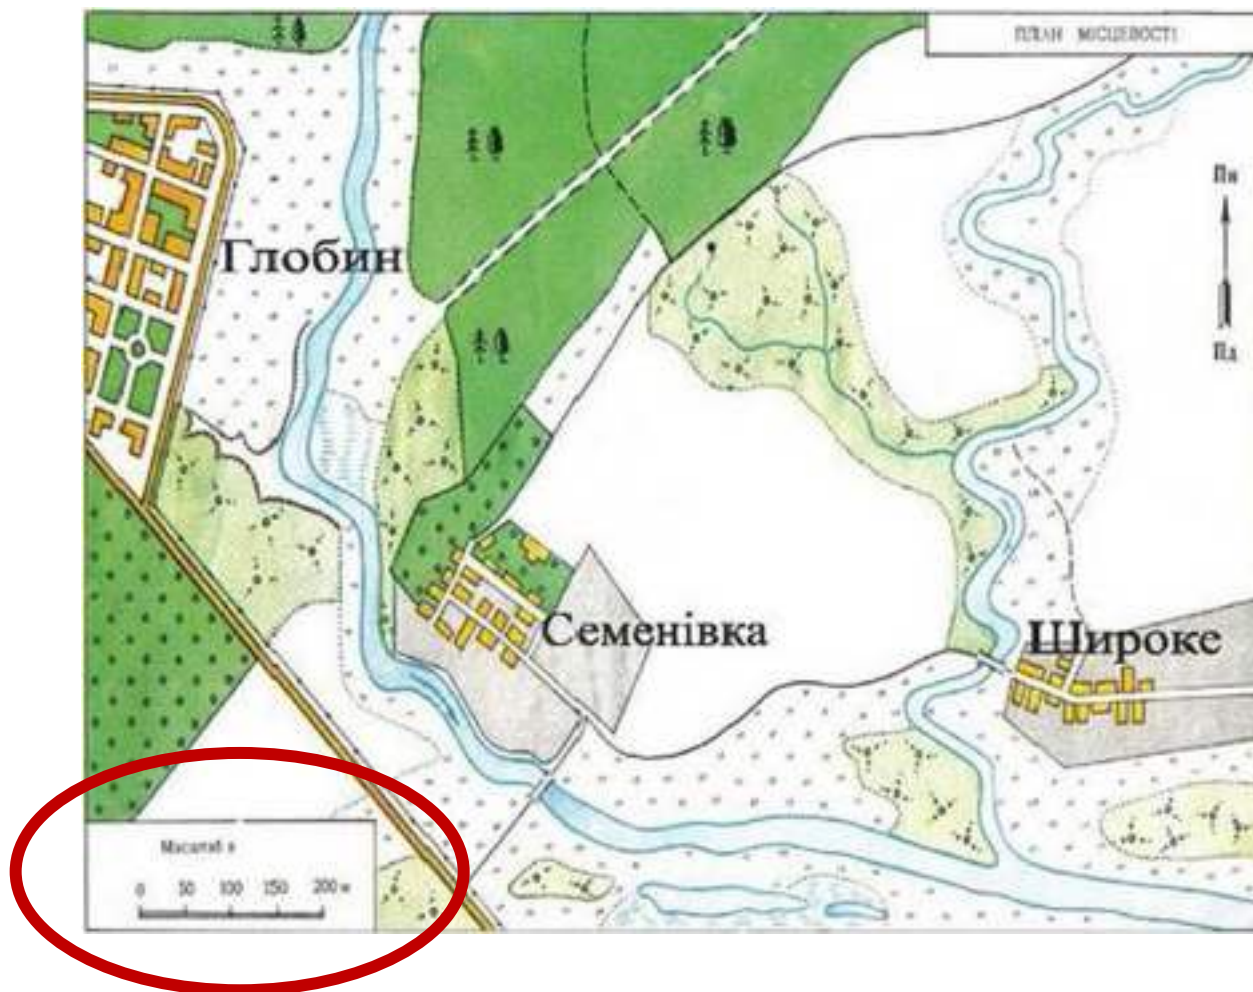 ПЛАН МІСЦЕВОСТІ
Пн
Глобин
Пд
Семенівка
Широке
Масштаб в
0 50 100 150 200 м